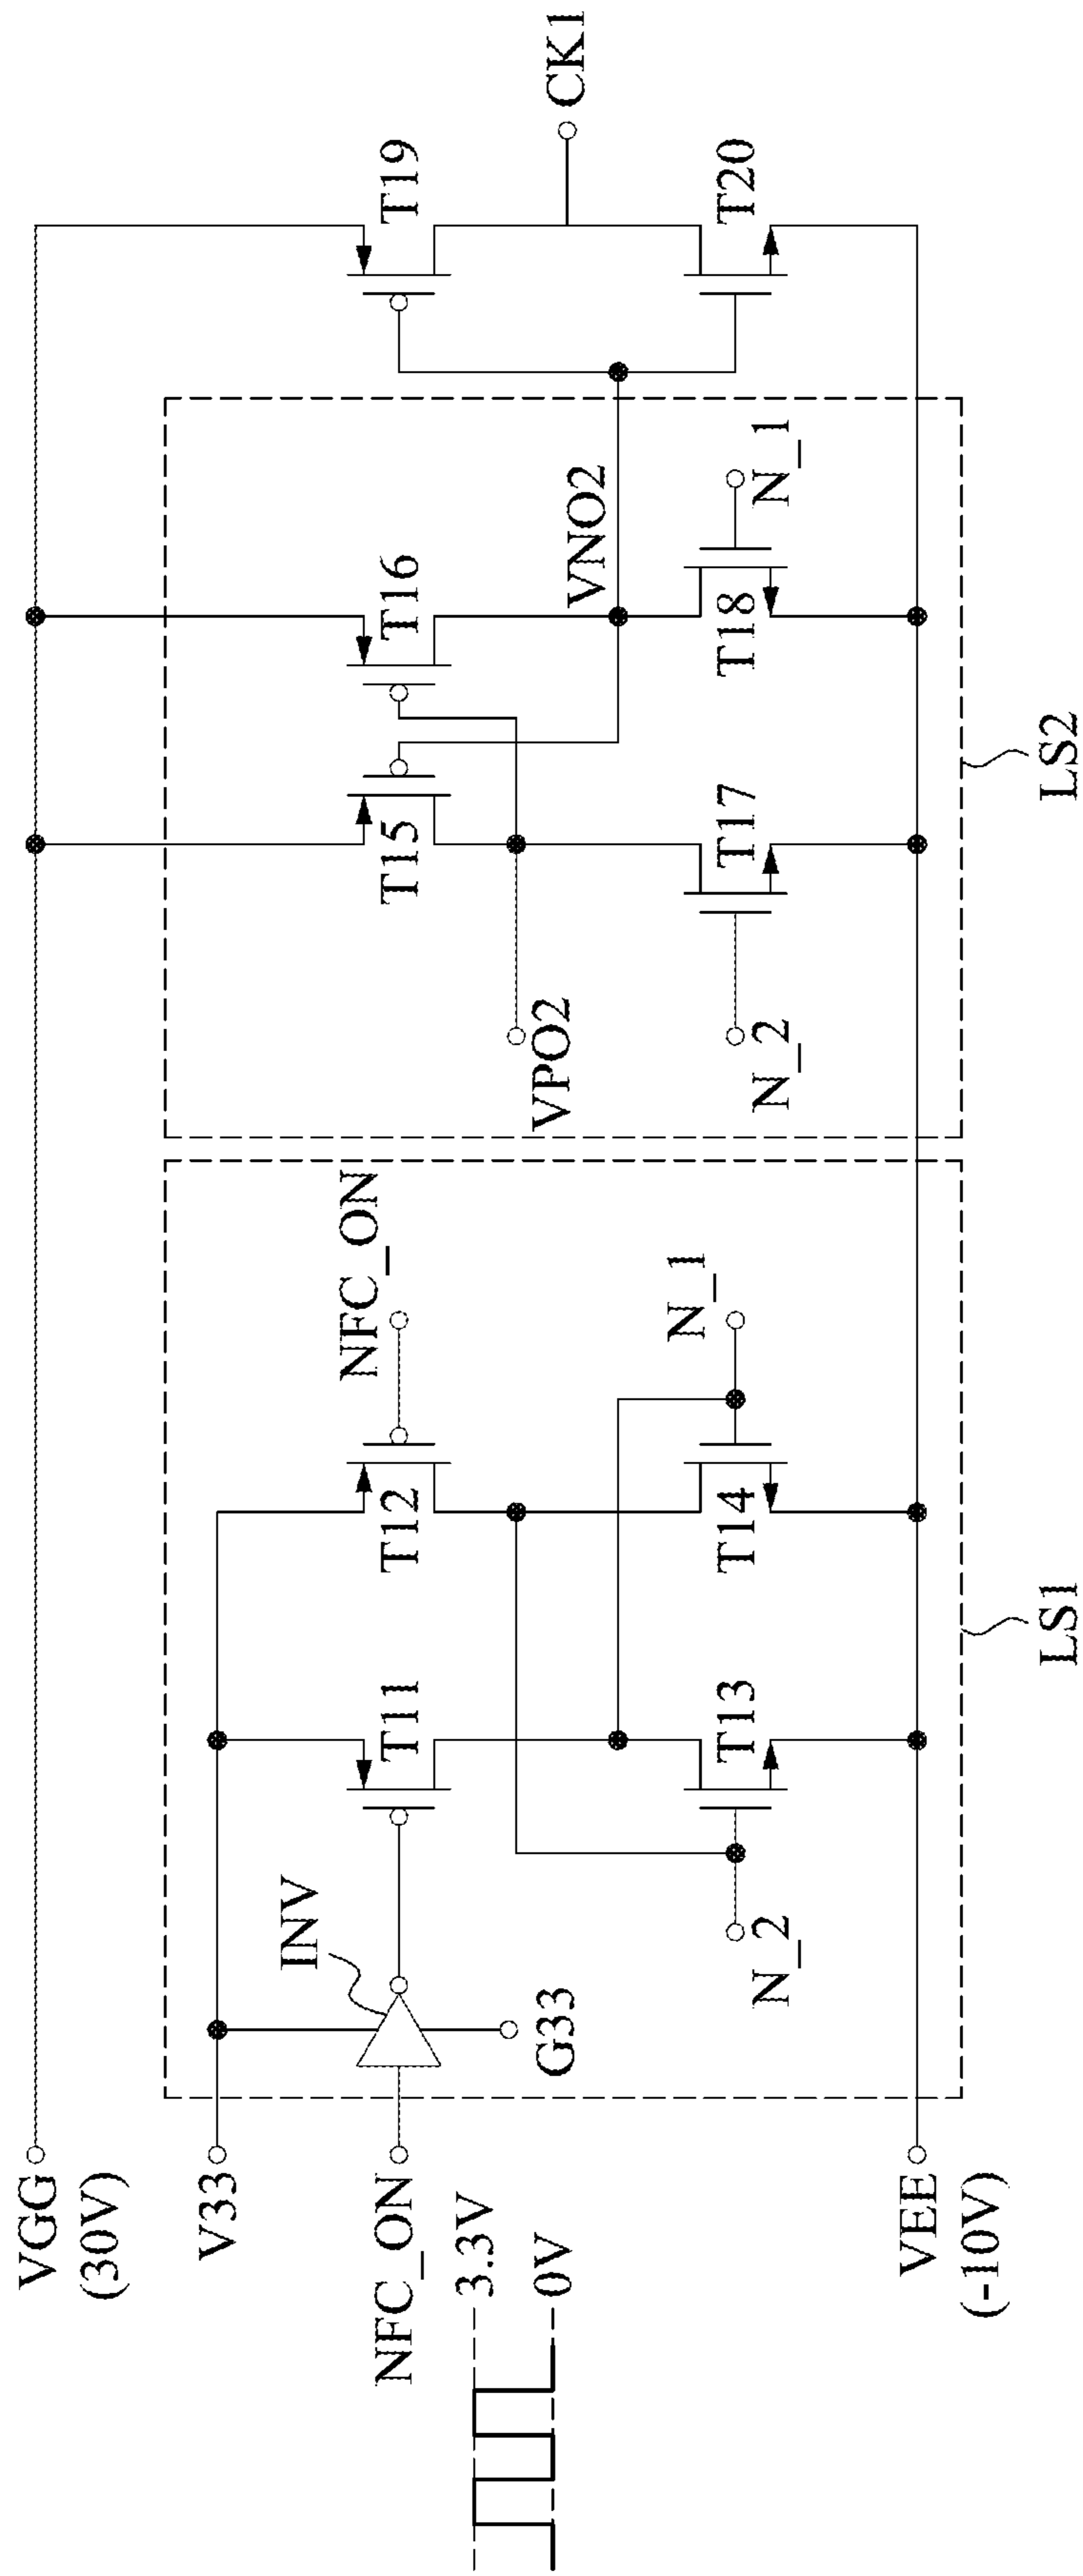 VGG
(30V)
V33
NFC_ON
3.3V
0V
VEE
(-10V)
INV
G33
T11
T12
NFC_ON
N_2
T13
T14
N_1
LS1
T15
T16
VPO2
VNO2
N_2
T17
T18
N_1
LS2
T19
T20
CK1